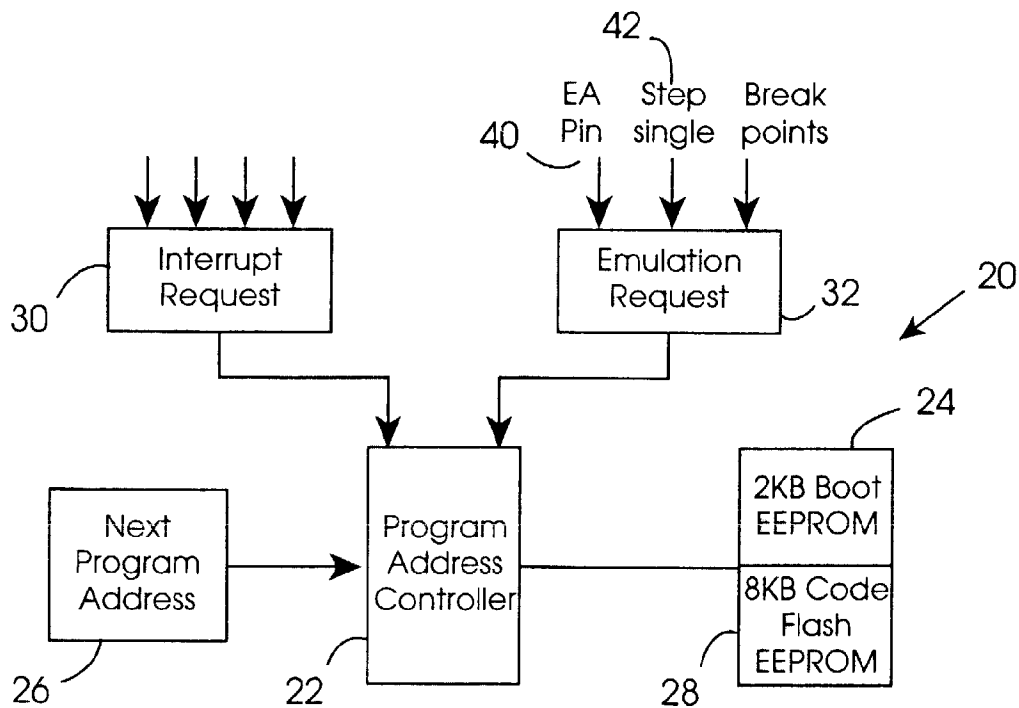 42
EA Pin
Step single
Break points
40
Interrupt
Request
30
Emulation
Request
32
20
24
2KB Boot
EEPROM
Next
Program
Address
26
Program
Address
Controller
22
8KB Code
Flash
EEPROM
28